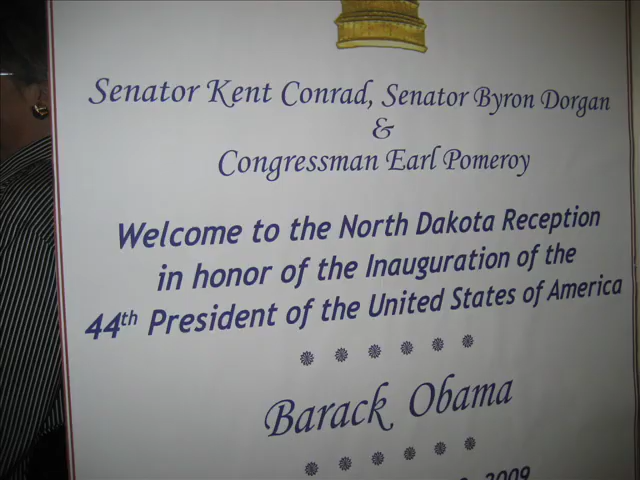 Senator Kent Conrad, Senator Byron Dorgan
&
Congressman Earl Pomeroy
Welcome to the North Dakota Reception
in honor of the Inauguration of the
44th President of the United States of America
Barack Obama
2009